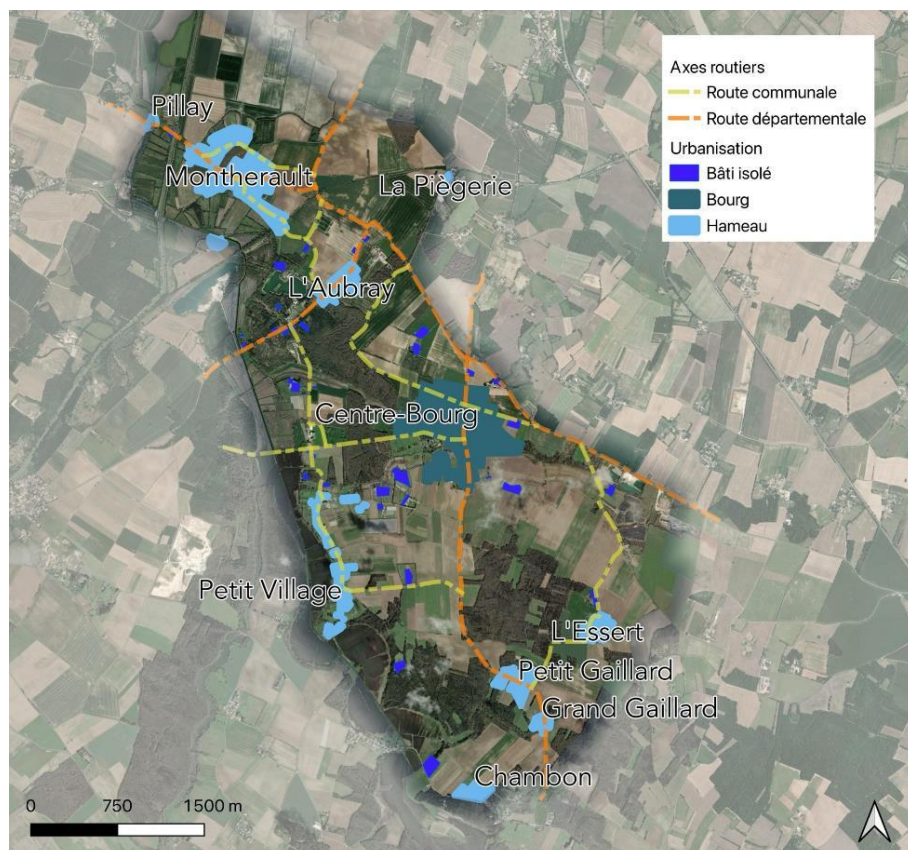 Axes routiers
Route communale
Route départementale
Urbanisation
Bâti isolé
Bourg
Hameau
Pillay
Montherault
La Piègerie
L'Aubray
Centre-Bourg
Petit Village
L'Essert
Petit Gaillard
Grand Gaillard
Chambon
0 750 1500 m